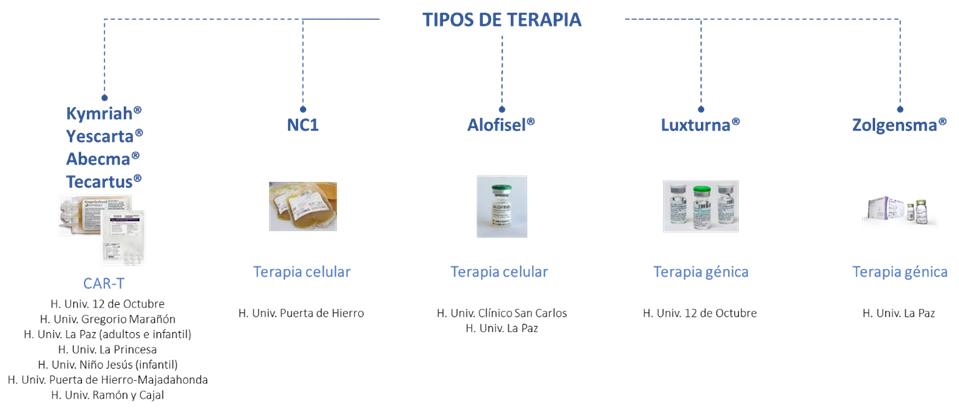 TIPOS DE TERAPIA
Kymriah®
Yescarta®
Abecma®
Tecartus®
CAR-T
H. Univ. 12 de Octubre
H. Univ. Gregorio Marañón
H. Univ. La Paz (adultos e infantil)
H. Univ. La Princesa
H. Univ. Niño Jesús (infantil)
H. Univ. Puerta de Hierro-Majadahonda
H. Univ. Ramón y Cajal
NC1
Terapia celular
H. Univ. Puerta de Hierro
Alofisel®
Terapia celular
H. Univ. Clínico San Carlos
H. Univ. La Paz
Luxturna®
Terapia génica
H. Univ. 12 de Octubre
Zolgensma®
Terapia génica
H. Univ. La Paz